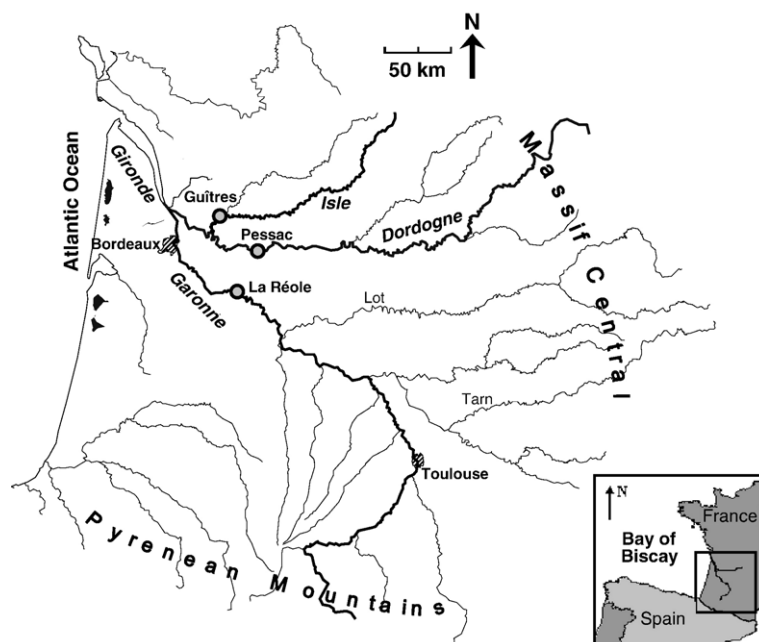 N
50 km
Atlantic Ocean
Gironde
Guîtres
Isle
Dordogne
Massif Central
Bordeaux
Pessac
Garonne
La Réole
Lot
Tarn
Toulouse
Pyrenean Mountains
N
France
Bay of
Biscay
Spain